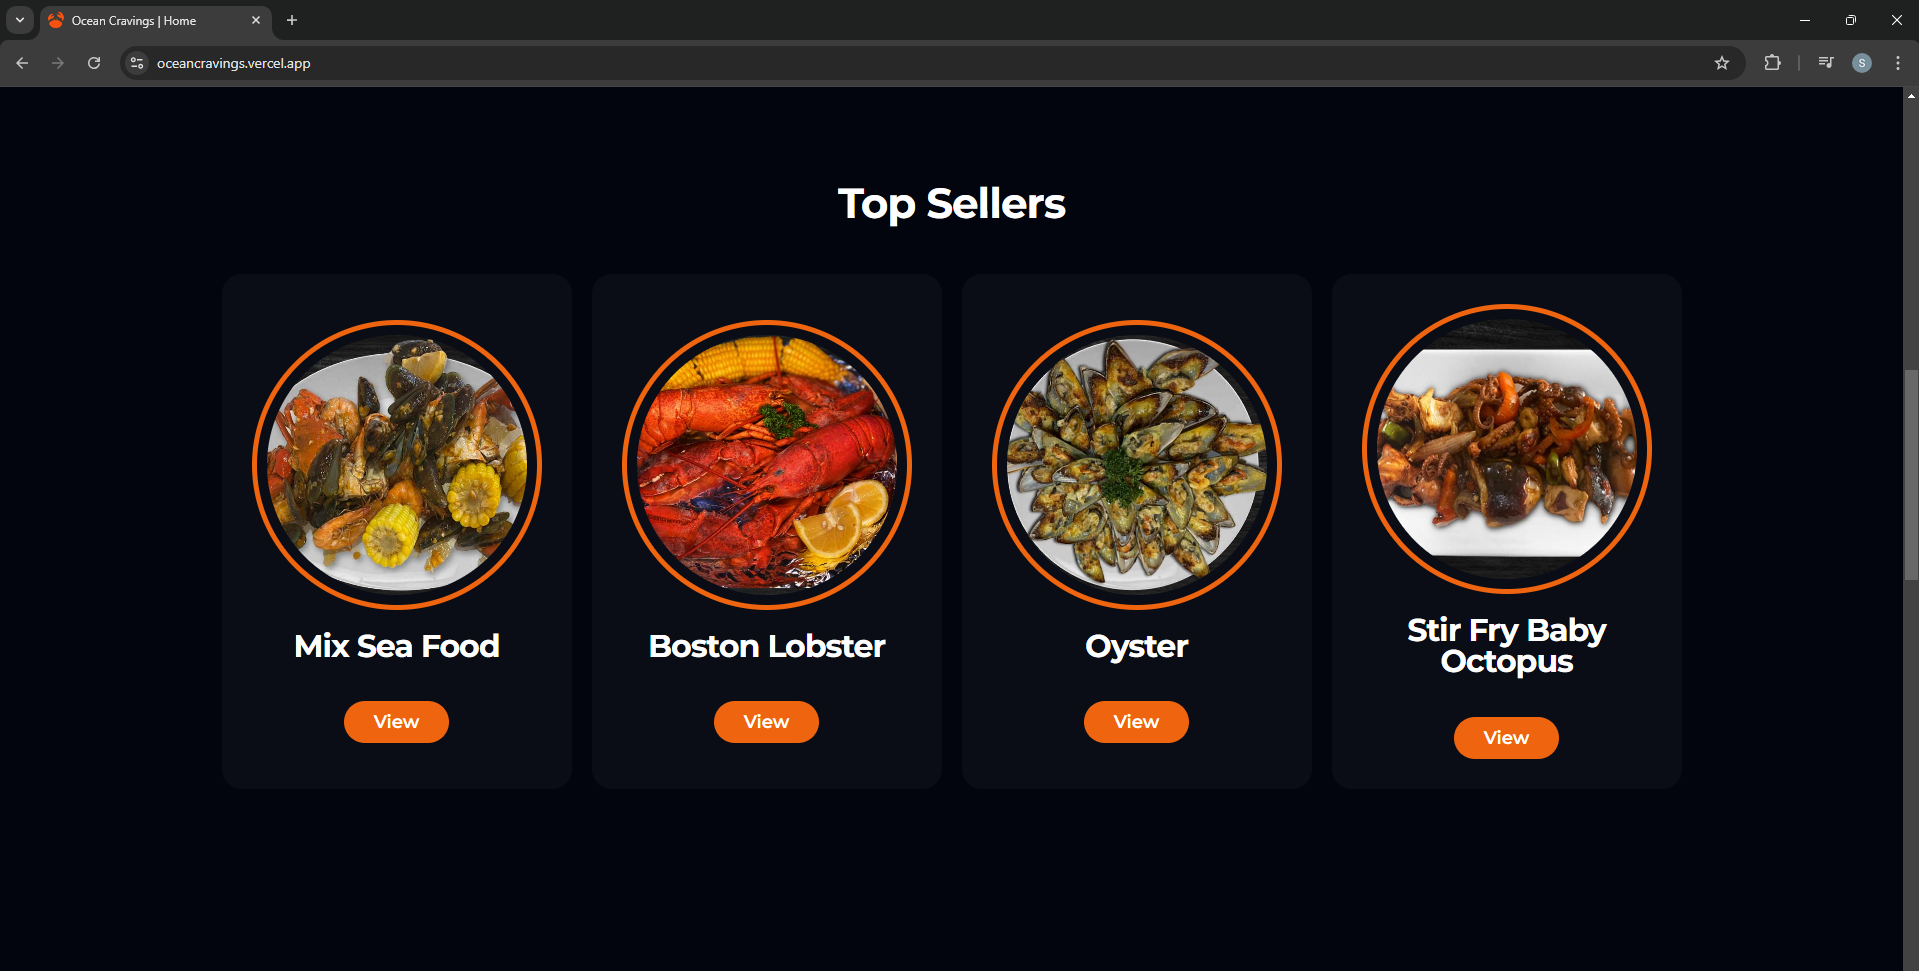 Ocean Cravings | Home
oceancravings.vercel.app
S
Top Sellers
Mix Sea Food
View
Boston Lobster
View
Oyster
View
Stir Fry Baby
Octopus
View